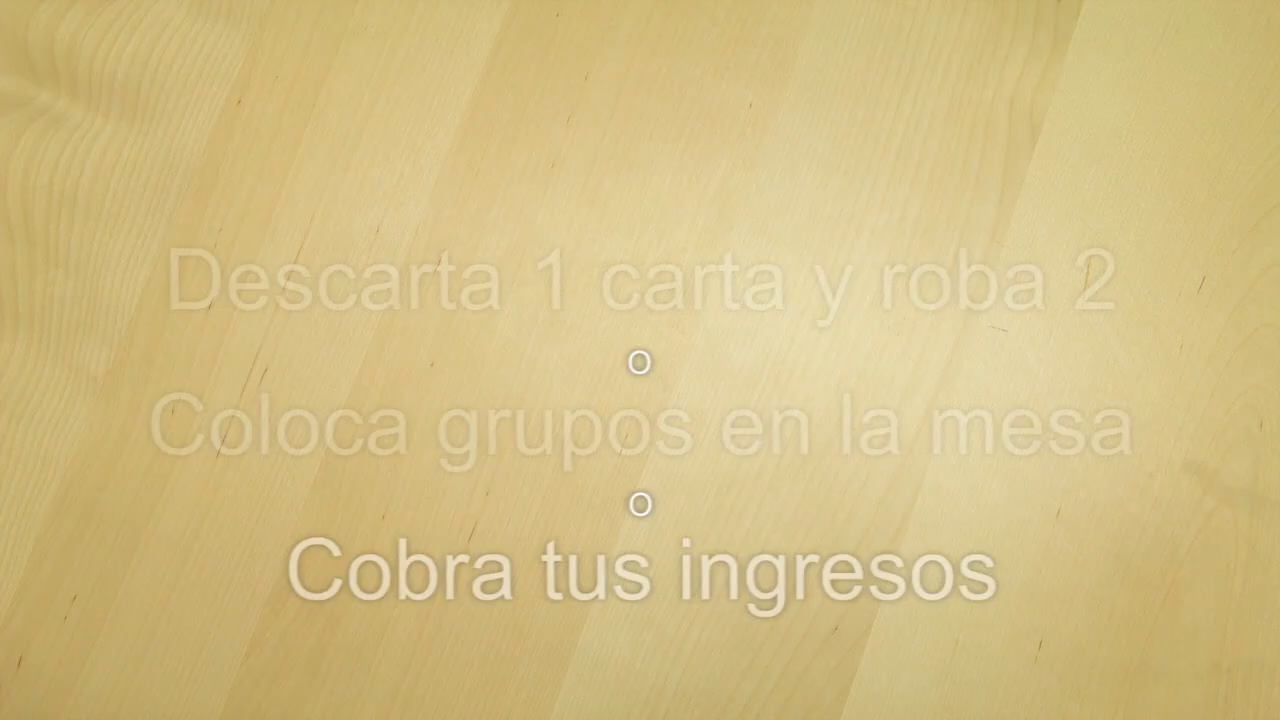 Descarta 1 carta y roba 2
o
Coloca grupos en la mesa
o
Cobra tus ingresos